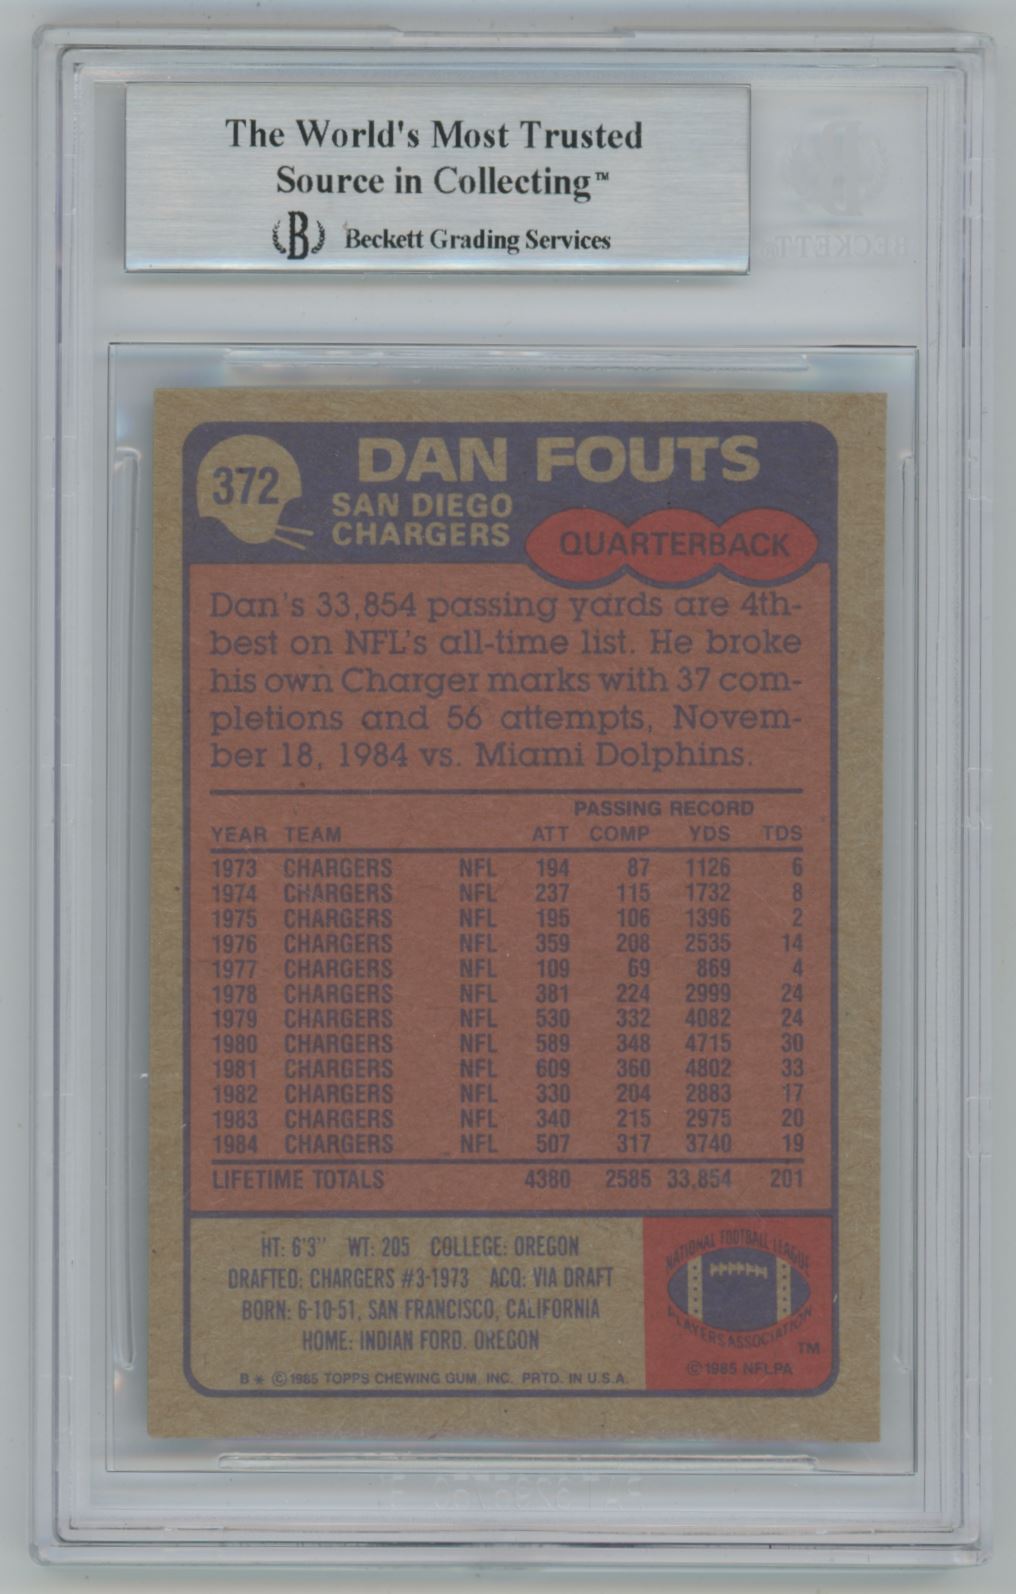 The World's Most Trusted
Source in Collecting™
B Beckett Grading Services
BECKETT®
372
DAN FOUTS
SAN DIEGO
CHARGERS
QUARTERBACK
Dan's 33,854 passing yards are 4th-
best on NFL's all-time list. He broke
his own Charger marks with 37 com-
pletions and 56 attempts, Novem-
ber 18, 1984 vs. Miami Dolphins.
PASSING RECORD
YEAR TEAM ATT COMP YDS TDS
1973 CHARGERS NFL 194 87 1126 6
1974 CHARGERS NFL 237 115 1732 8
1975 CHARGERS NFL 195 106 1396 2
1976 CHARGERS NFL 359 208 2535 14
1977 CHARGERS NFL 109 69 869 4
1978 CHARGERS NFL 381 224 2999 24
1979 CHARGERS NFL 530 332 4082 24
1980 CHARGERS NFL 589 348 4715 30
1981 CHARGERS NFL 609 360 4802 33
1982 CHARGERS NFL 330 204 2883 17
1983 CHARGERS NFL 340 215 2975 20
1984 CHARGERS NFL 507 317 3740 19
LIFETIME TOTALS 4380 2585 33,854 201
HT: 6'3" WT: 205 COLLEGE: OREGON
DRAFTED: CHARGERS #3-1973 ACQ: VIA DRAFT
BORN: 6-10-51, SAN FRANCISCO, CALIFORNIA
HOME: INDIAN FORD, OREGON
B * © 1985 TOPPS CHEWING GUM, INC. PRTD. IN U.S.A.
NATIONAL FOOTBALL LEAGUE
PLAYERS ASSOCIATION
TM
© 1985 NFLPA